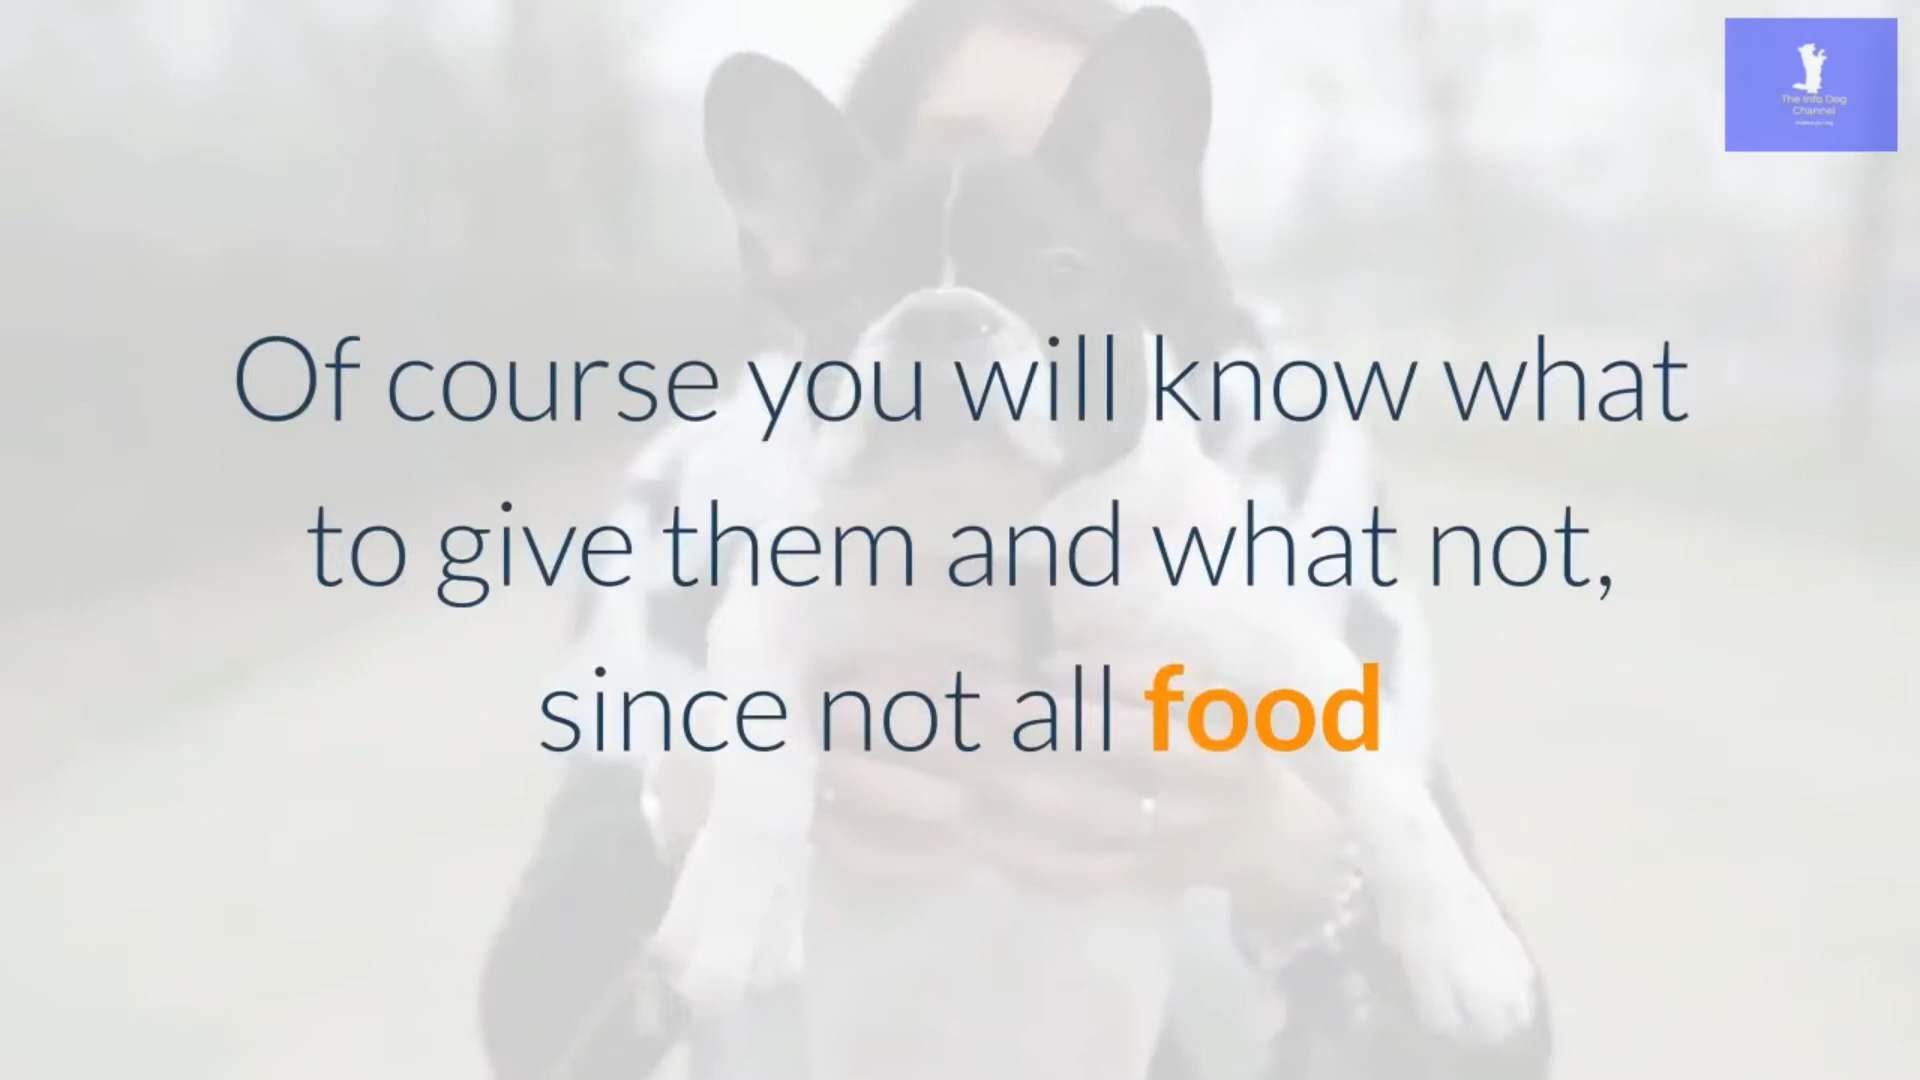 The Info Dog
Channel
Of course you will know what
to give them and what not,
since not all food